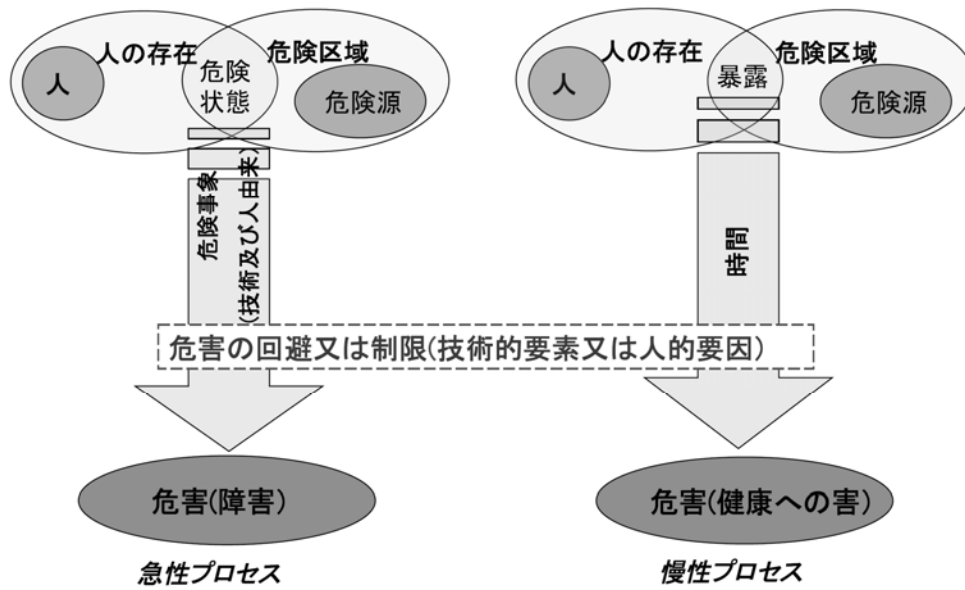 人の存在
危険区域
人
危険
状態
危険源
危険事象
(技術及び人由来)
人の存在
危険区域
人
暴露
危険源
時間
危害の回避又は制限(技術的要素又は人的要因)
危害(障害)
急性プロセス
危害(健康への害)
慢性プロセス